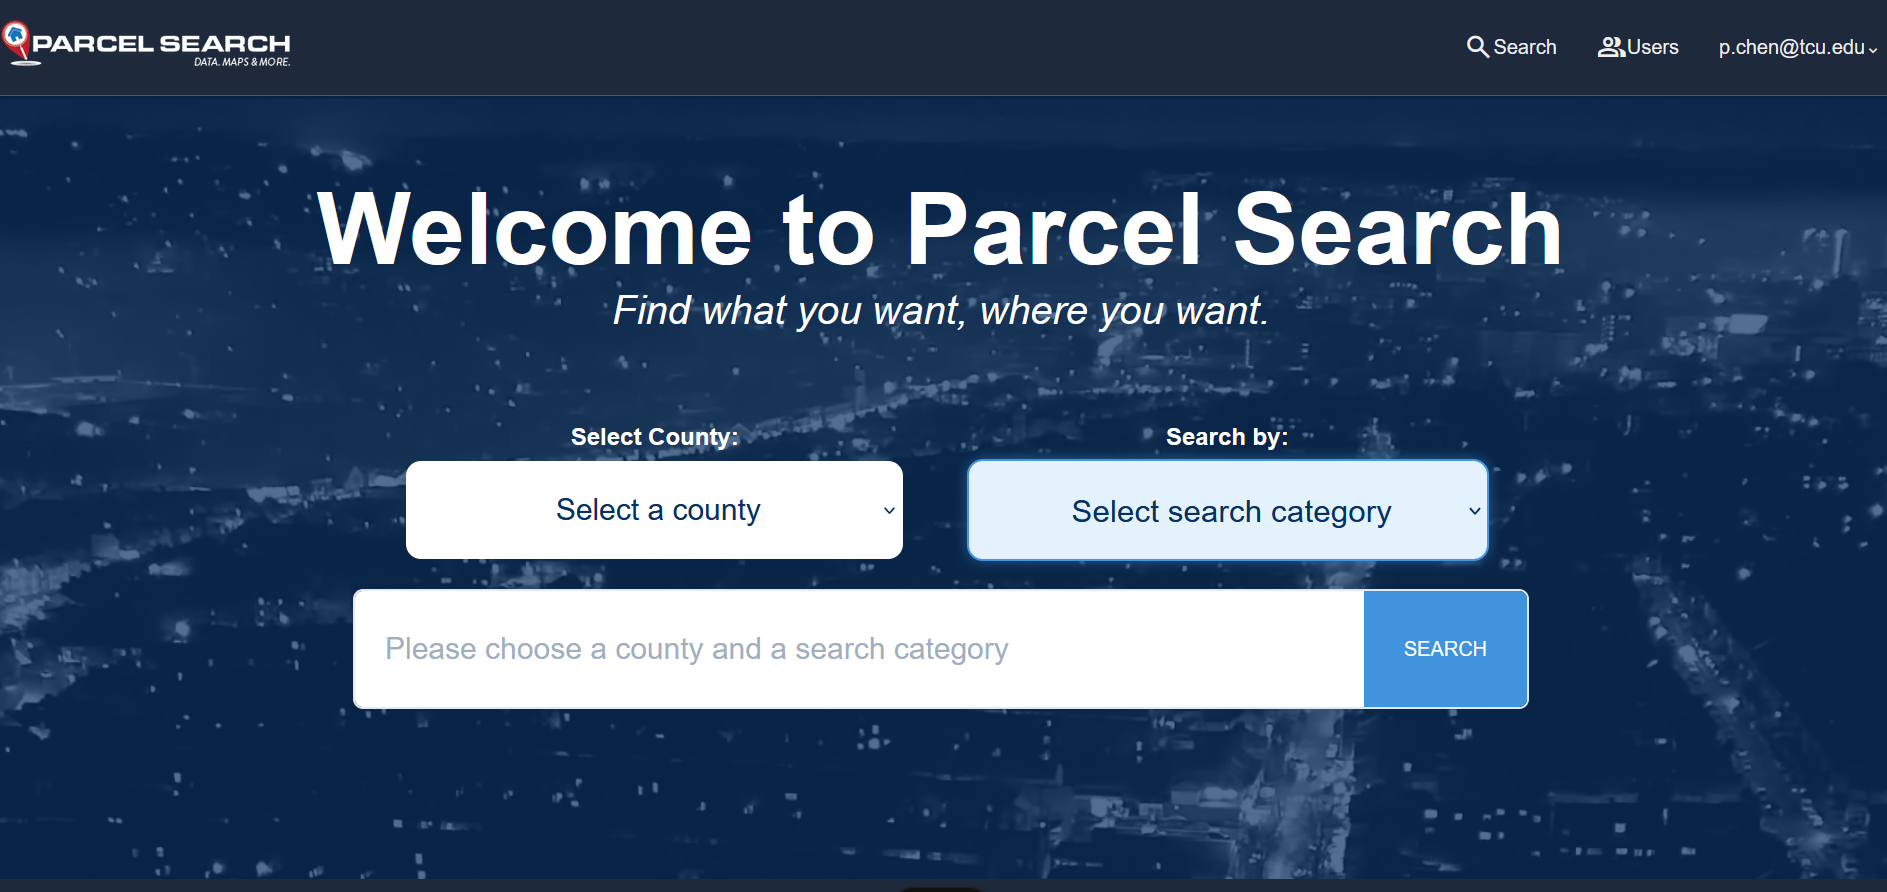 PARCEL SEARCH
DATA. MAPS & MORE.
Search
Users
p.chen@tcu.edu
Welcome to Parcel Search
Find what you want, where you want.
Select County:
Search by:
Select a county
Select search category
Please choose a county and a search category
SEARCH